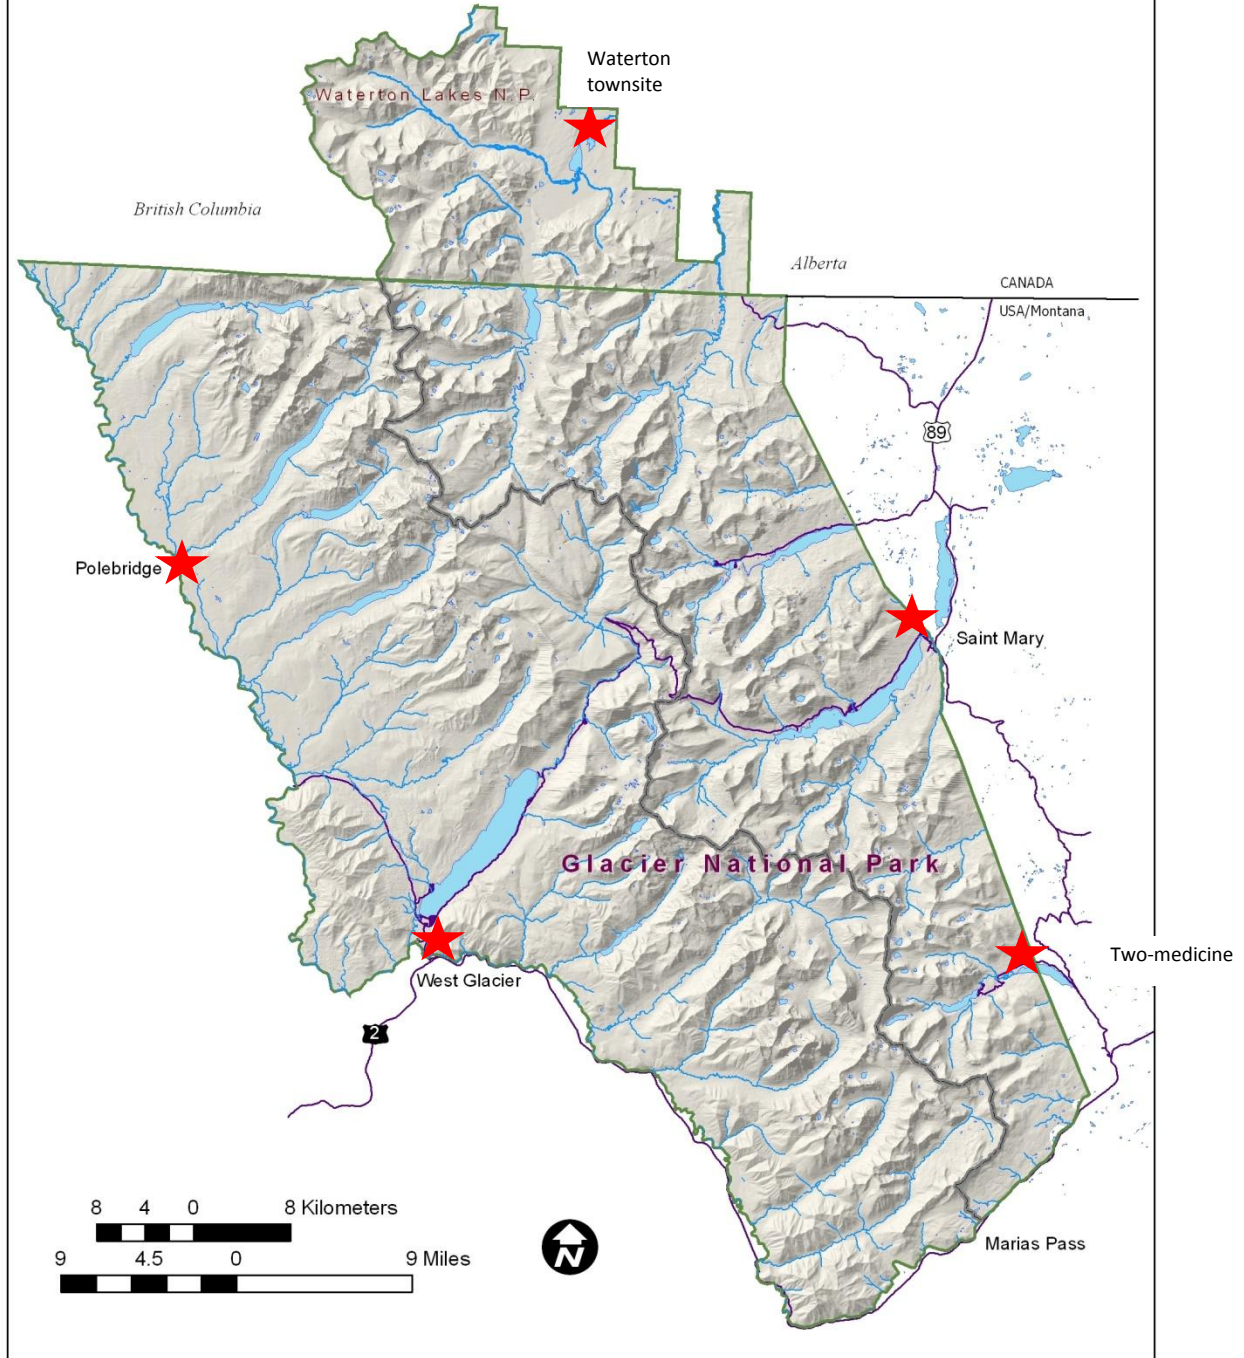 Waterton
townsite
Waterton Lakes N.P.
British Columbia
Alberta
CANADA
USA/Montana
89
Polebridge
Saint Mary
Glacier National Park
Two-medicine
West Glacier
2
8 4 0 8 Kilometers
9 4.5 0 9 Miles
N
Marias Pass